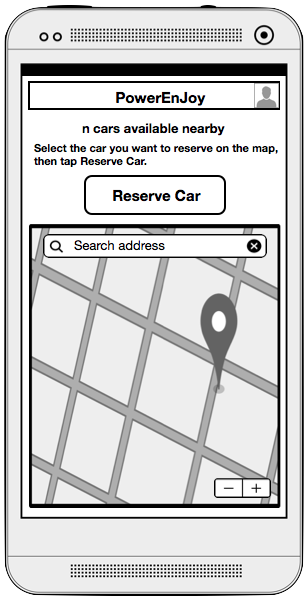 PowerEnJoy
n cars available nearby
Select the car you want to reserve on the map,
then tap Reserve Car.
Reserve Car
Search address
− +